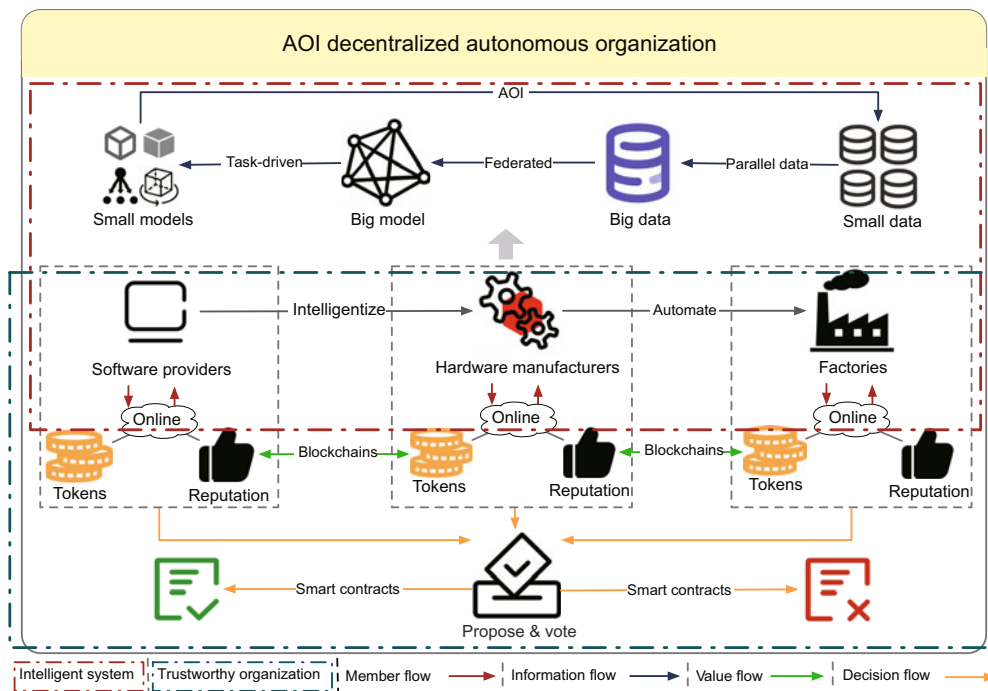 AOI decentralized autonomous organization
AOI
Task-driven
Federated
Parallel data
Small models
Big model
Big data
Small data
Intelligentize
Automate
Software providers
Hardware manufacturers
Factories
Online
Online
Online
Blockchains
Blockchains
Tokens
Reputation
Tokens
Reputation
Tokens
Reputation
Smart contracts
Smart contracts
Propose & vote
Intelligent system
Trustworthy organization
Member flow
Information flow
Value flow
Decision flow